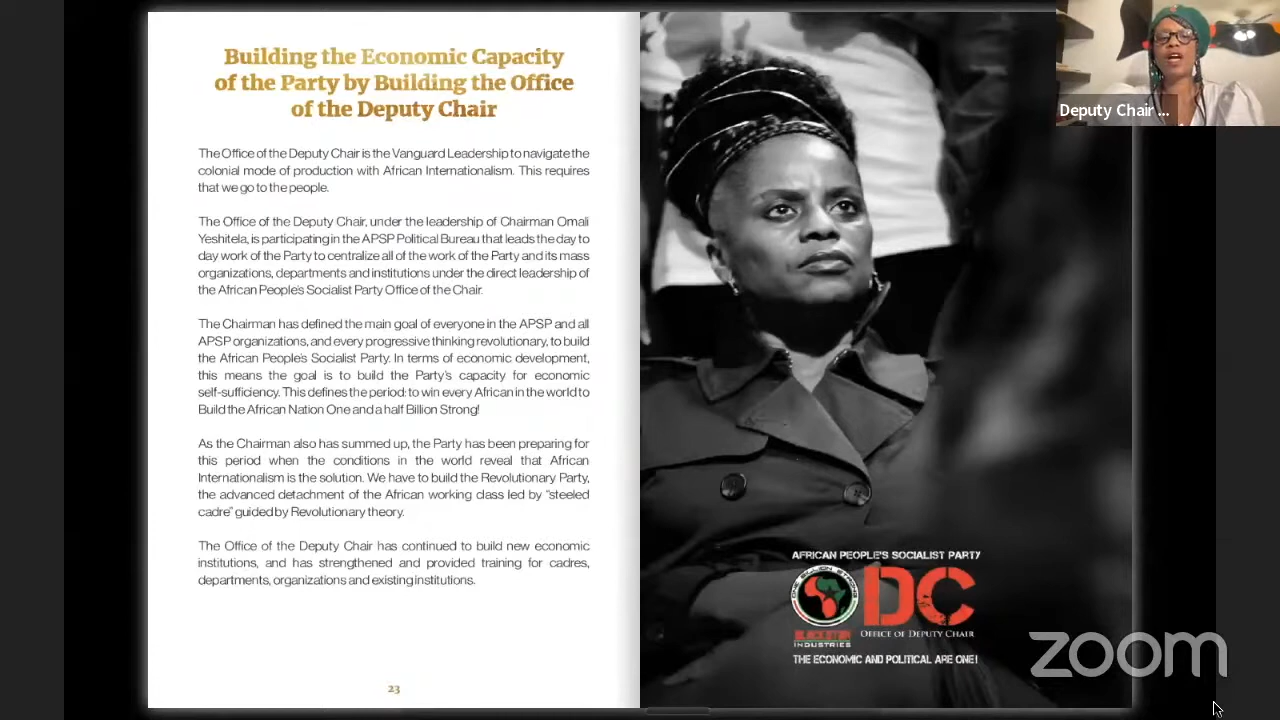 Building the Economic Capacity
of the Party by Building the Office
of the Deputy Chair
The Office of the Deputy Chair is the Vanguard Leadership to navigate the
colonial mode of production with African Internationalism. This requires
that we go to the people.
The Office of the Deputy Chair, under the leadership of Chairman Omali
Yeshitela, is participating in the APSP Political Bureau that leads the day to
day work of the Party to centralize all of the work of the Party and its mass
organizations, departments and institutions under the direct leadership of
the African People's Socialist Party Office of the Chair.
The Chairman has defined the main goal of everyone in the APSP and all
APSP organizations, and every progressive thinking revolutionary, to build
the African People's Socialist Party. In terms of economic development,
this means the goal is to build the Party's capacity for economic
self-sufficiency. This defines the period: to win every African in the world to
Build the African Nation One and a half Billion Strong!
As the Chairman also has summed up, the Party has been preparing for
this period when the conditions in the world reveal that African
Internationalism is the solution. We have to build the Revolutionary Party,
the advanced detachment of the African working class led by "steeled
cadre" guided by Revolutionary theory.
The Office of the Deputy Chair has continued to build new economic
institutions, and has strengthened and provided training for cadres,
departments, organizations and existing institutions.
23
Deputy Chair ...
AFRICAN PEOPLE'S SOCIALIST PARTY
ONE BILLION STRONG
DC
BLACK STAR
INDUSTRIES
OFFICE OF DEPUTY CHAIR
THE ECONOMIC AND POLITICAL ARE ONE!
zoom